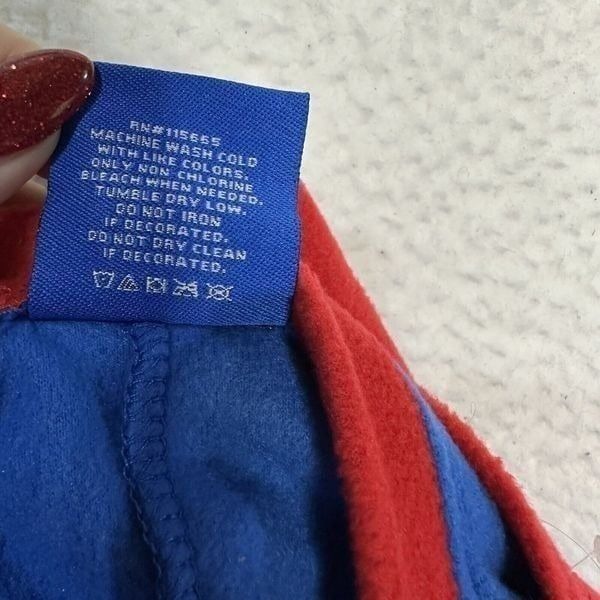 RN#115665
MACHINE WASH COLD
WITH LIKE COLORS.
ONLY NON CHLORINE
BLEACH WHEN NEEDED.
TUMBLE DRY LOW.
DO NOT IRON
IF DECORATED.
DO NOT DRY CLEAN
IF DECORATED.